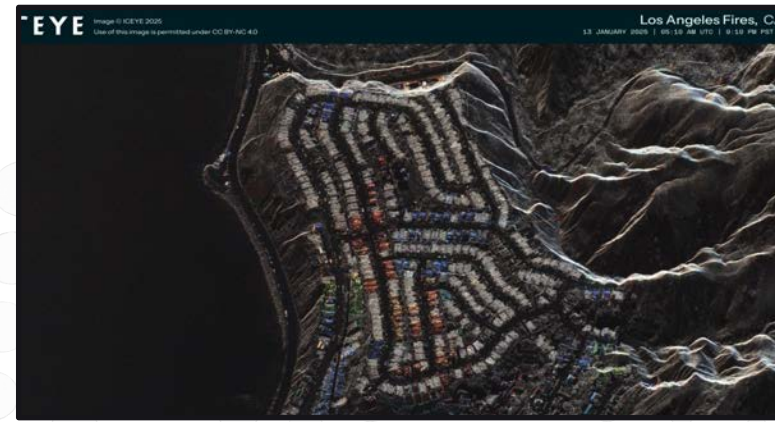 EYE
Image © ICEYE 2025
Use of this image is permitted under CC BY-NC 4.0
Los Angeles Fires, C
13 JANUARY 2025 | 05:10 AM UTC | 9:10 PM PST